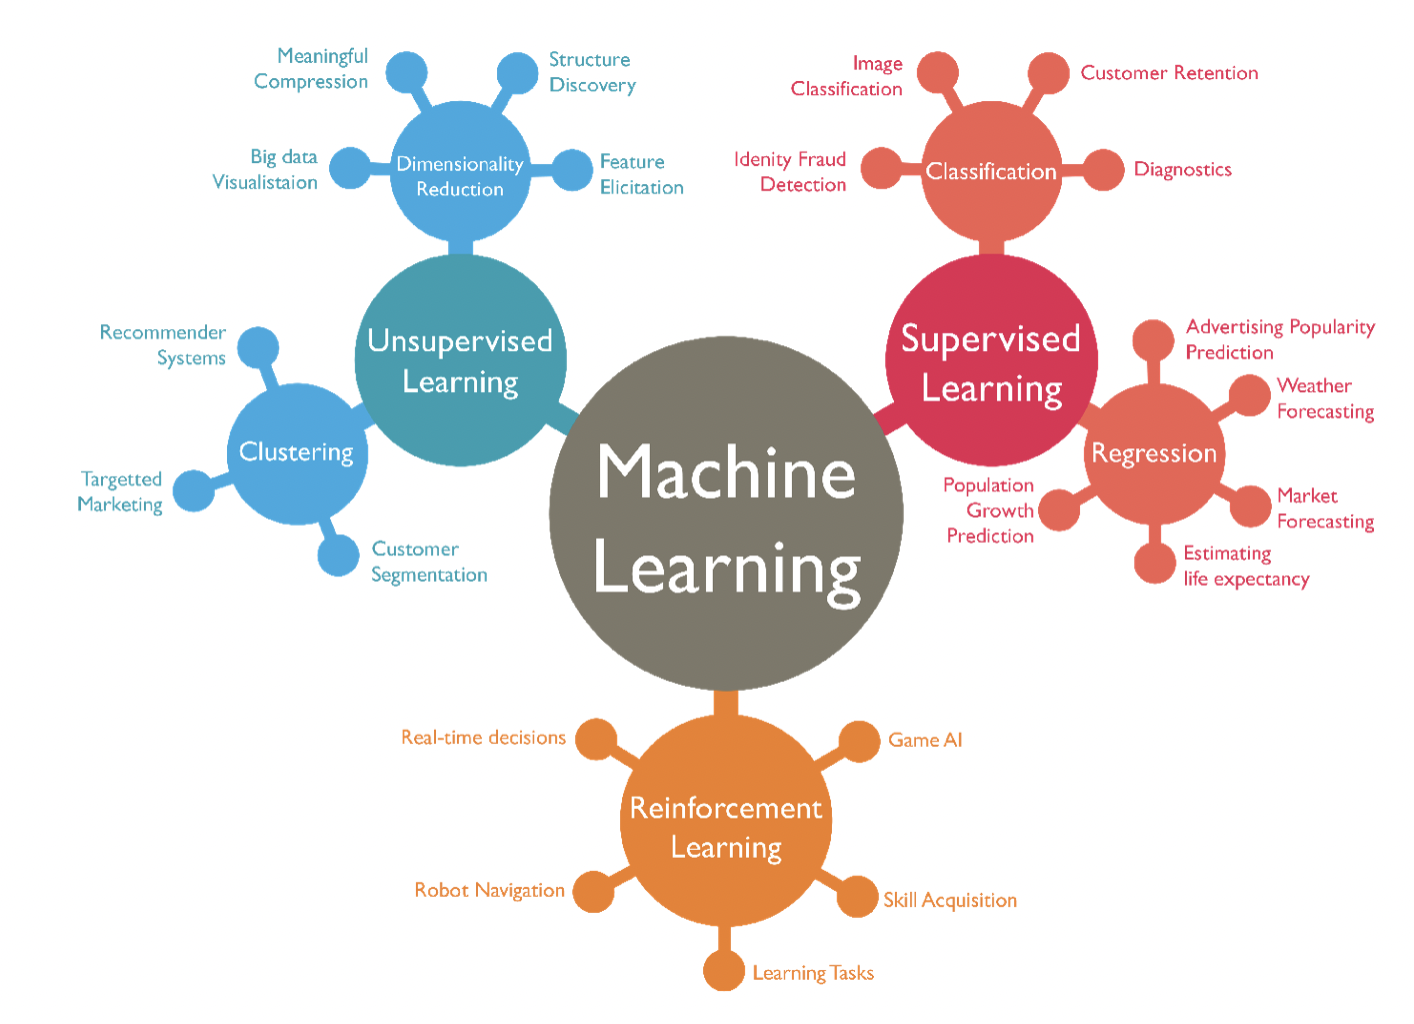 Meaningful
Compression
Structure
Discovery
Big data
Visualistaion
Dimensionality
Reduction
Feature
Elicitation
Image
Classification
Customer Retention
Idenity Fraud
Detection
Classification
Diagnostics
Unsupervised
Learning
Supervised
Learning
Recommender
Systems
Clustering
Targetted
Marketing
Customer
Segmentation
Machine
Learning
Advertising Popularity
Prediction
Weather
Forecasting
Regression
Population
Growth
Prediction
Market
Forecasting
Estimating
life expectancy
Real-time decisions
Game AI
Reinforcement
Learning
Robot Navigation
Skill Acquisition
Learning Tasks